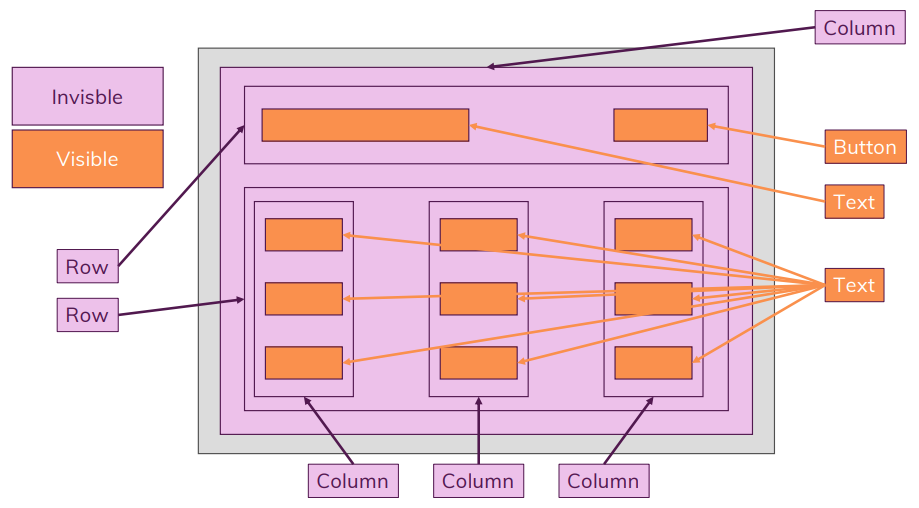 Column
Invisble
Visible
Button
Text
Row
Text
Row
Column
Column
Column